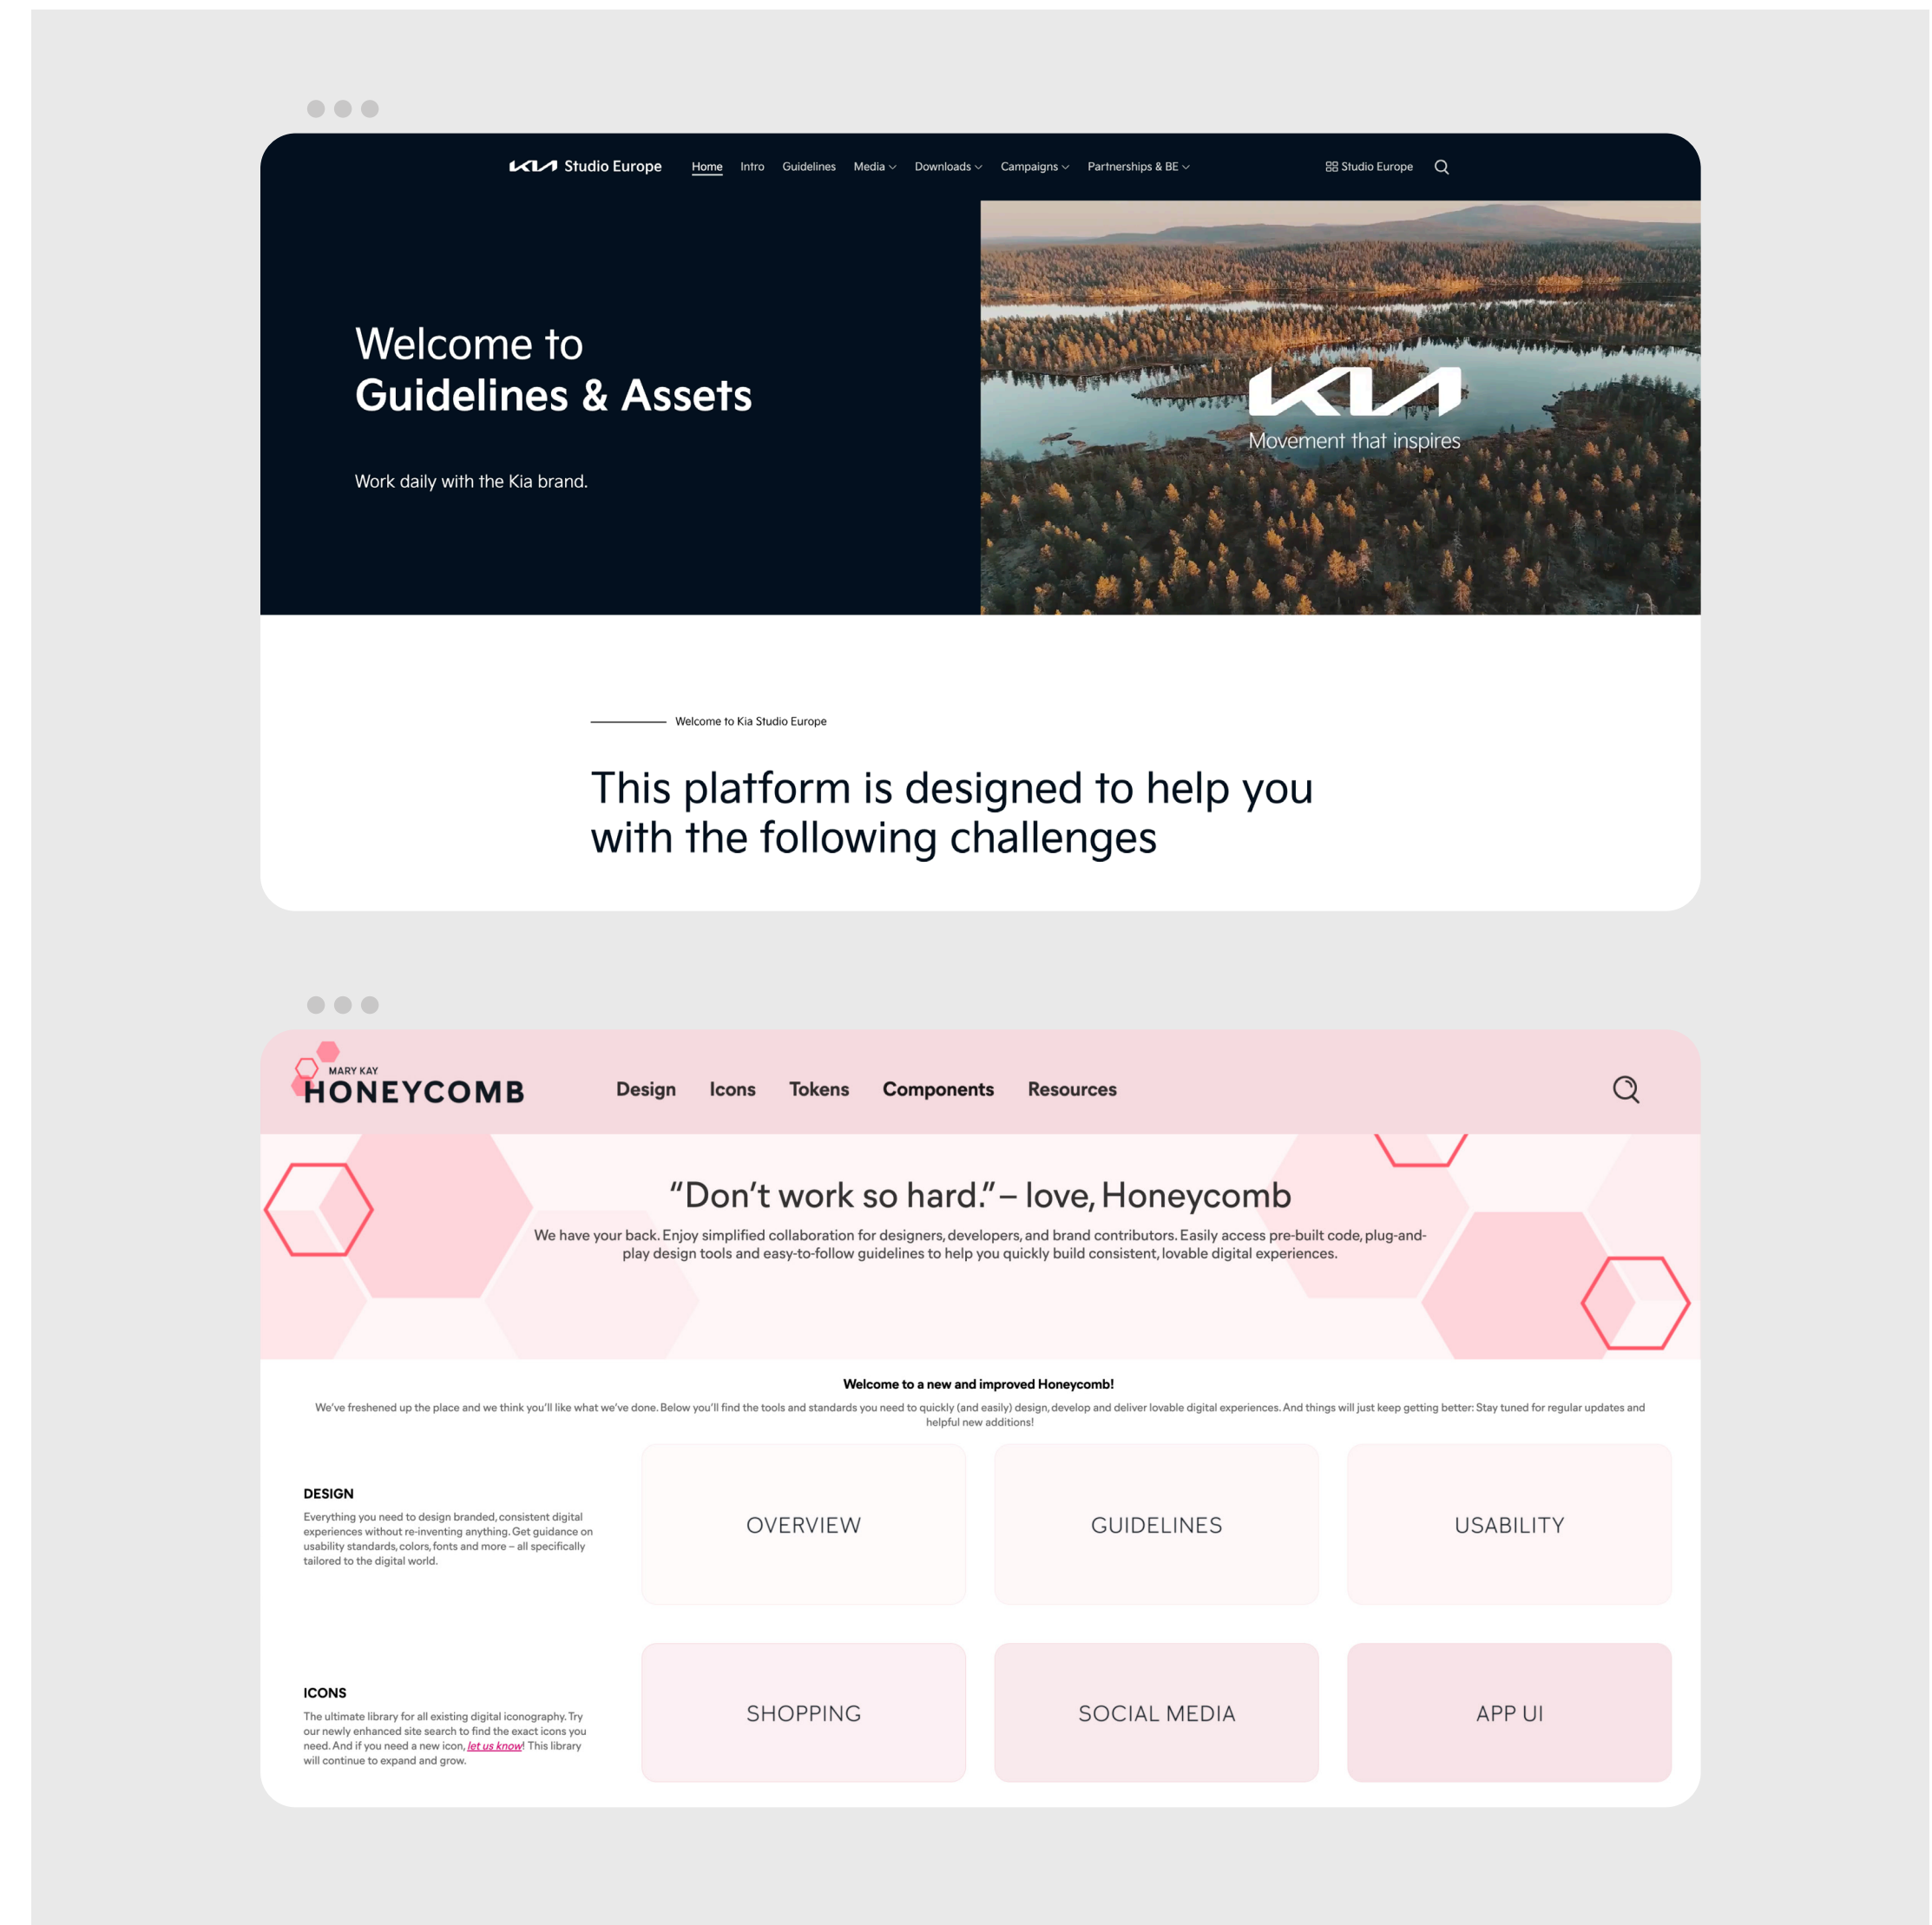 KIA Studio Europe Home Intro Guidelines Media Downloads Campaigns Partnerships & BE Studio Europe
Welcome to
Guidelines & Assets
Work daily with the Kia brand.
KIA
Movement that inspires
Welcome to Kia Studio Europe
This platform is designed to help you
with the following challenges
MARY KAY
HONEYCOMB Design Icons Tokens Components Resources
“Don’t work so hard.” – love, Honeycomb
We have your back. Enjoy simplified collaboration for designers, developers, and brand contributors. Easily access pre-built code, plug-and-
play design tools and easy-to-follow guidelines to help you quickly build consistent, lovable digital experiences.
Welcome to a new and improved Honeycomb!
We’ve freshened up the place and we think you’ll like what we’ve done. Below you’ll find the tools and standards you need to quickly (and easily) design, develop and deliver lovable digital experiences. And things will just keep getting better: Stay tuned for regular updates and
helpful new additions!
DESIGN
Everything you need to design branded, consistent digital
experiences without re-inventing anything. Get guidance on
usability standards, colors, fonts and more – all specifically
tailored to the digital world.
OVERVIEW GUIDELINES USABILITY
ICONS
The ultimate library for all existing digital iconography. Try
our newly enhanced site search to find the exact icons you
need. And if you need a new icon, let us know! This library
will continue to expand and grow.
SHOPPING SOCIAL MEDIA APP UI